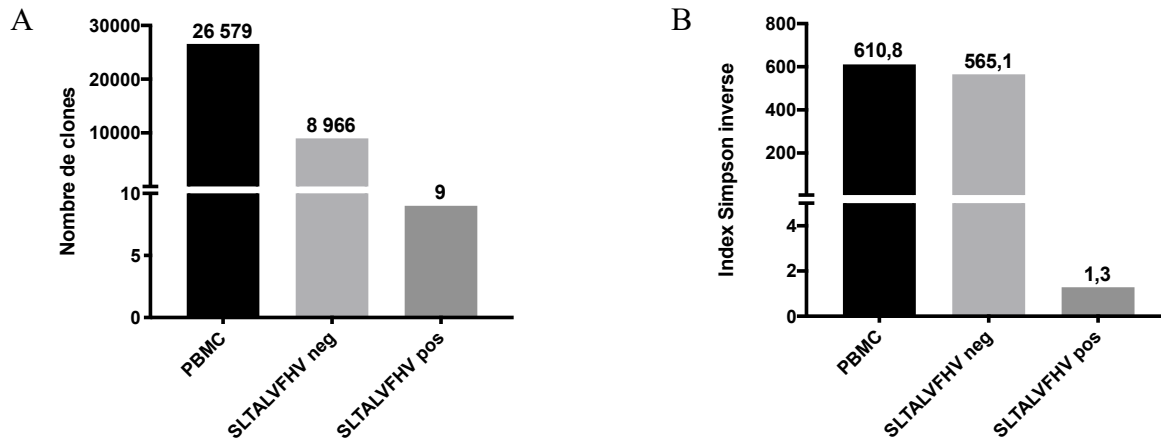 A
Nombre de clones
30000
20000
10000
10
5
0
26 579
8 966
9
PBMC
SLTALVFHV neg
SLTALVFHV pos
B
Index Simpson inverse
800
600
400
200
4
2
0
610,8
565,1
1,3
PBMC
SLTALVFHV neg
SLTALVFHV pos